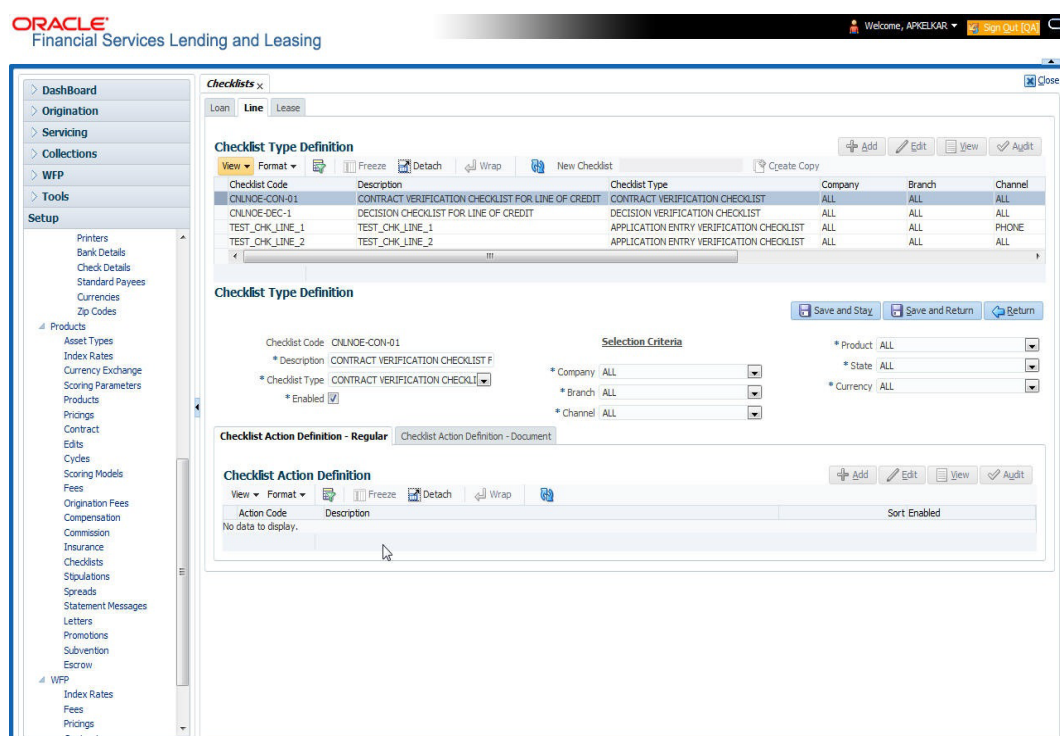 ORACLE
Financial Services Lending and Leasing
Welcome, APKELKAR
Sign Out [QA]
Close
DashBoard
Origination
Servicing
Collections
WFP
Tools
Setup
Printers
Bank Details
Check Details
Standard Payees
Currencies
Zip Codes
Products
Asset Types
Index Rates
Currency Exchange
Scoring Parameters
Products
Pricings
Contract
Edits
Cycles
Scoring Models
Fees
Origination Fees
Compensation
Commission
Insurance
Checklists
Stipulations
Spreads
Statement Messages
Letters
Promotions
Subvention
Escrow
WFP
Index Rates
Fees
Pricings
Checklists x
Loan Line Lease
Checklist Type Definition
Add Edit View Audit
View Format Freeze Detach Wrap New Checklist Create Copy
Checklist Code Description Checklist Type Company Branch Channel
CNLNOE-CON-01 CONTRACT VERIFICATION CHECKLIST FOR LINE OF CREDIT CONTRACT VERIFICATION CHECKLIST ALL ALL ALL
CNLNOE-DEC-1 DECISION CHECKLIST FOR LINE OF CREDIT DECISION VERIFICATION CHECKLIST ALL ALL ALL
TEST_CHK_LINE_1 TEST_CHK_LINE_1 APPLICATION ENTRY VERIFICATION CHECKLIST ALL ALL PHONE
TEST_CHK_LINE_2 TEST_CHK_LINE_2 APPLICATION ENTRY VERIFICATION CHECKLIST ALL ALL ALL
Checklist Type Definition
Save and Stay Save and Return Return
Checklist Code CNLNOE-CON-01
* Description CONTRACT VERIFICATION CHECKLIST F
* Checklist Type CONTRACT VERIFICATION CHECKLI
* Enabled
Selection Criteria
* Company ALL
* Branch ALL
* Channel ALL
* Product ALL
* State ALL
* Currency ALL
Checklist Action Definition - Regular Checklist Action Definition - Document
Checklist Action Definition
Add Edit View Audit
View Format Freeze Detach Wrap
Action Code Description Sort Enabled
No data to display.